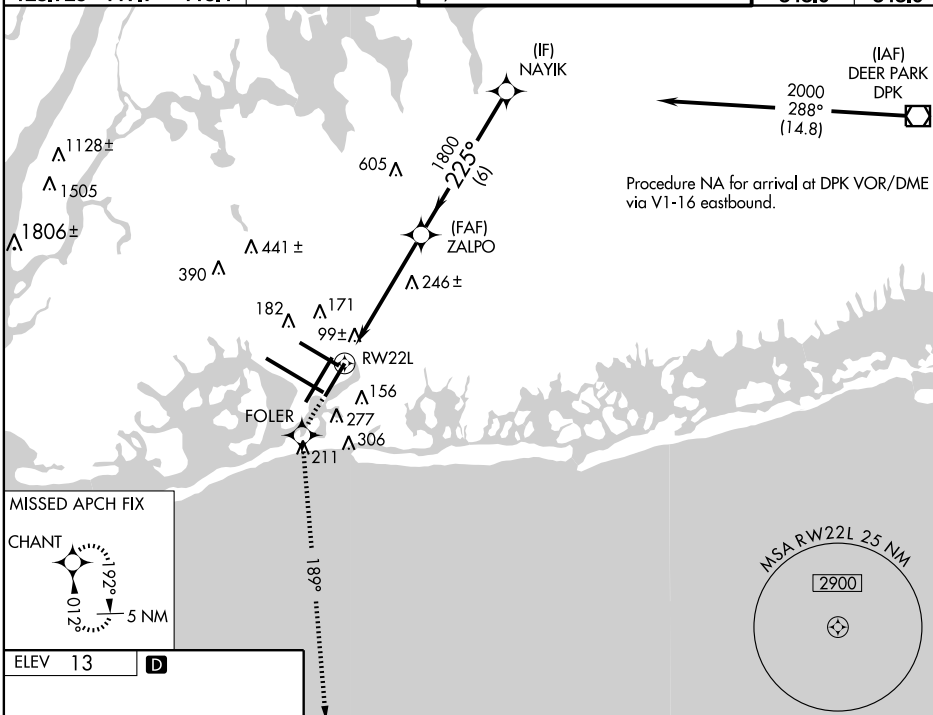 (IF)
NAYIK
(IAF)
DEER PARK
DPK
2000
288°
(14.8)
1128±
1505
1806±
605
1800
225°
(6)
Procedure NA for arrival at DPK VOR/DME
via V1-16 eastbound.
(FAF)
ZALPO
441±
390
246±
182
171
99±
RW22L
156
FOLER
277
306
211
MISSED APCH FIX
CHANT
192°
012°
5 NM
189°
MSA RW22L 25 NM
2900
ELEV 13
D